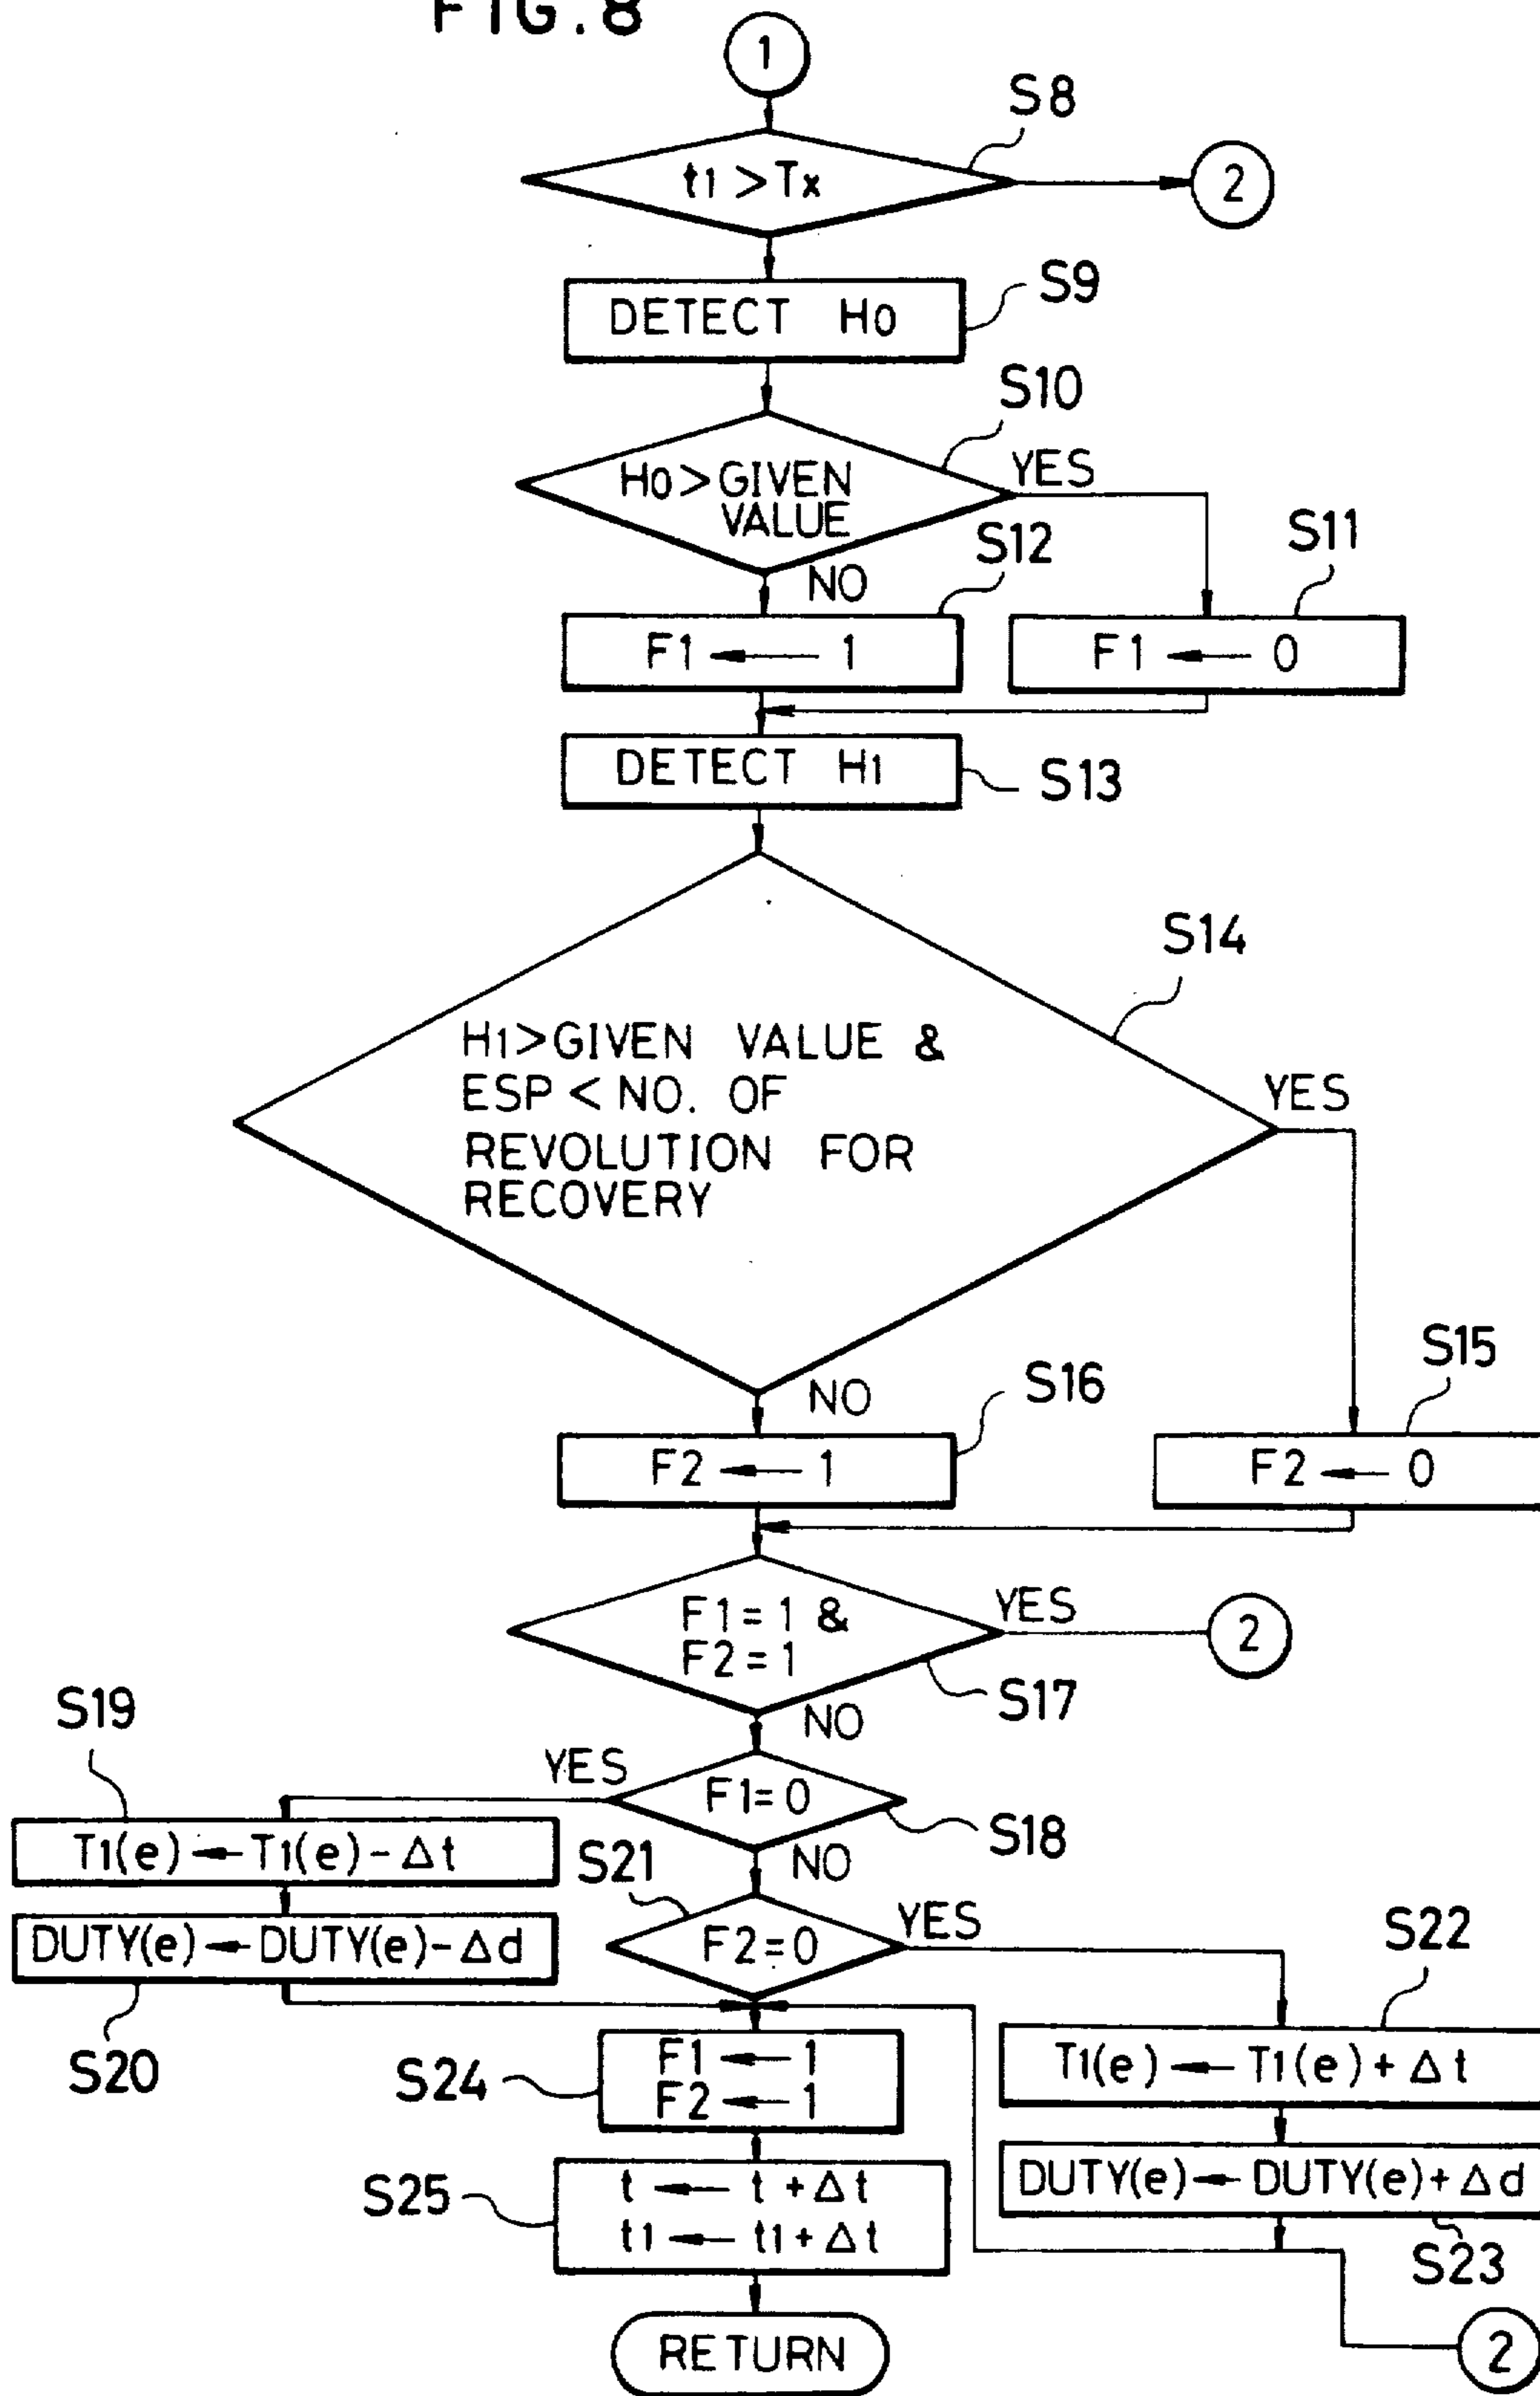 FIG.8
1
S8
t1 > Tx
2
S9
DETECT H0
S10
H0 > GIVEN
VALUE
YES
NO
S12
S11
F1 ← 1
F1 ← 0
DETECT H1
S13
S14
H1 > GIVEN VALUE &
ESP < NO. OF
REVOLUTION FOR
RECOVERY
YES
NO
S16
S15
F2 ← 1
F2 ← 0
F1 = 1 &
F2 = 1
YES
2
S17
NO
S19
YES
F1 = 0
S18
NO
T1(e) ← T1(e) - Δt
S21
DUTY(e) ← DUTY(e) - Δd
F2 = 0
YES
S22
S20
S24
F1 ← 1
F2 ← 1
T1(e) ← T1(e) + Δt
S25
t ← t + Δt
t1 ← t1 + Δt
DUTY(e) ← DUTY(e) + Δd
S23
RETURN
2